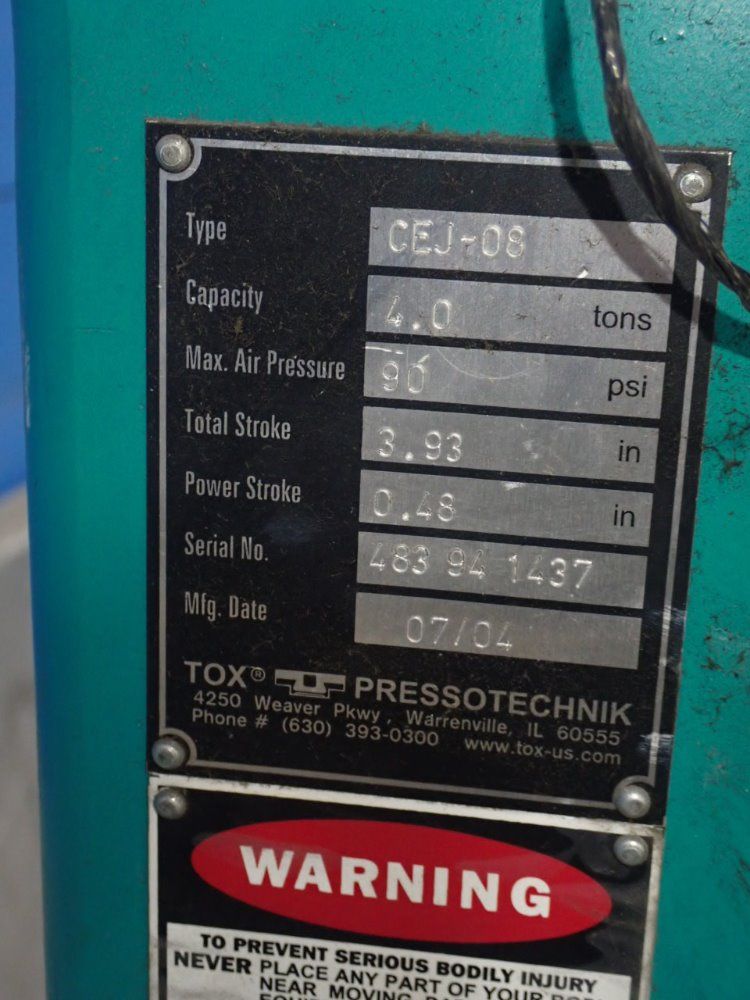 Type CEJ-08
Capacity 4.0 tons
Max. Air Pressure 90 psi
Total Stroke 3.93 in
Power Stroke 0.48 in
Serial No. 483 94 1437
Mfg. Date 07/04
TOX® PRESSOTECHNIK
4250 Weaver Pkwy, Warrenville, IL 60555
Phone # (630) 393-0300 www.tox-us.com
WARNING
TO PREVENT SERIOUS BODILY INJURY
NEVER PLACE ANY PART OF YOUR
NEAR MOVING